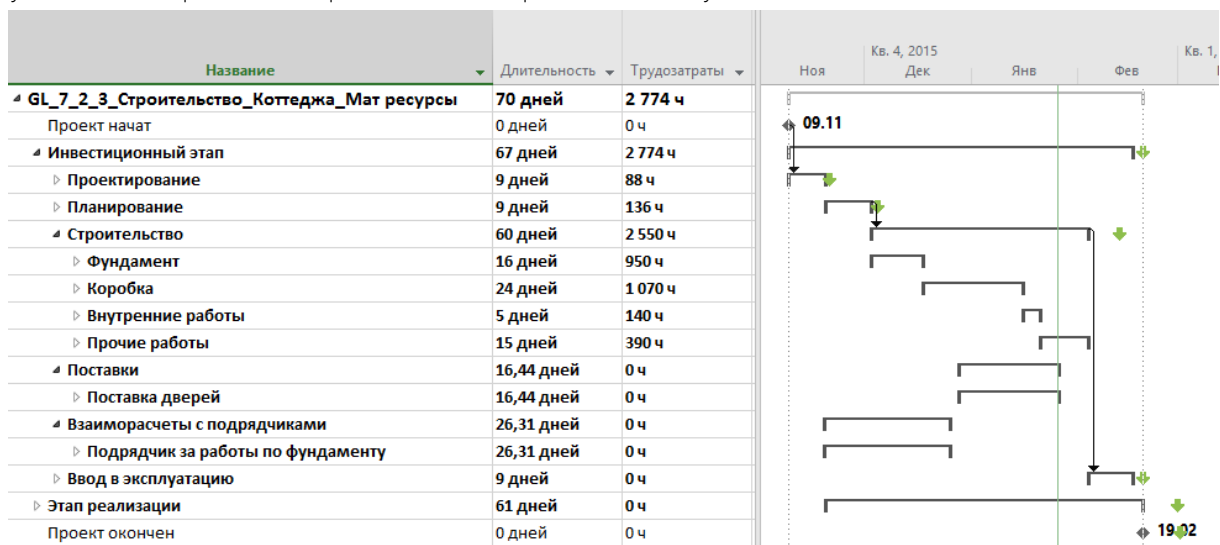 Кв. 4, 2015 Кв. 1,
Название Длительность Трудозатраты Ноя Дек Янв Фев
GL_7_2_3_Строительство_Коттеджа_Мат ресурсы 70 дней 2 774 ч
Проект начат 0 дней 0 ч 09.11
Инвестиционный этап 67 дней 2 774 ч
Проектирование 9 дней 88 ч
Планирование 9 дней 136 ч
Строительство 60 дней 2 550 ч
Фундамент 16 дней 950 ч
Коробка 24 дней 1 070 ч
Внутренние работы 5 дней 140 ч
Прочие работы 15 дней 390 ч
Поставки 16,44 дней 0 ч
Поставка дверей 16,44 дней 0 ч
Взаиморасчеты с подрядчиками 26,31 дней 0 ч
Подрядчик за работы по фундаменту 26,31 дней 0 ч
Ввод в эксплуатацию 9 дней 0 ч
Этап реализации 61 дней 0 ч
Проект окончен 0 дней 0 ч 19.02